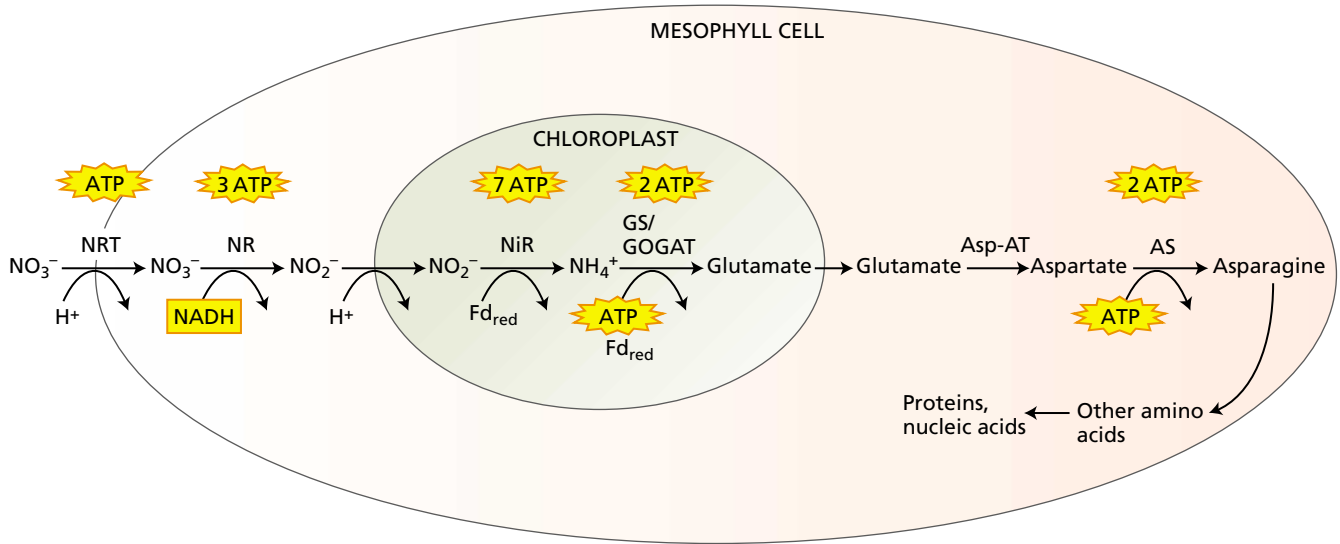 MESOPHYLL CELL
CHLOROPLAST
ATP
3 ATP
7 ATP
2 ATP
2 ATP
NRT
NR
NiR
GS/
GOGAT
Asp-AT
AS
NO₃⁻
NO₃⁻
NO₂⁻
NO₂⁻
NH₄⁺
Glutamate
Glutamate
Aspartate
Asparagine
H⁺
NADH
H⁺
Fd_red
ATP
Fd_red
ATP
Proteins,
nucleic acids
Other amino
acids